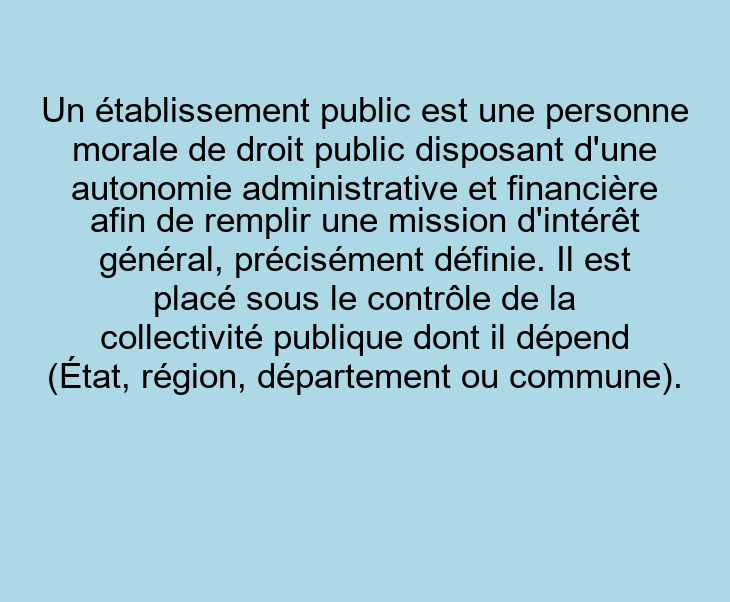 Un établissement public est une personne
morale de droit public disposant d'une
autonomie administrative et financière
afin de remplir une mission d'intérêt
général, précisément définie. Il est
placé sous le contrôle de la
collectivité publique dont il dépend
(État, région, département ou commune).